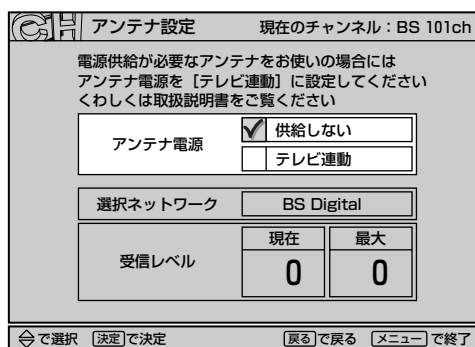 CH アンテナ設定 現在のチャンネル：BS 101ch
電源供給が必要なアンテナをお使いの場合には
アンテナ電源を［テレビ連動］に設定してください
くわしくは取扱説明書をご覧ください
アンテナ電源
供給しない
テレビ連動
選択ネットワーク BS Digital
受信レベル
現在 最大
0 0
で選択 決定で決定 戻るで戻る メニューで終了